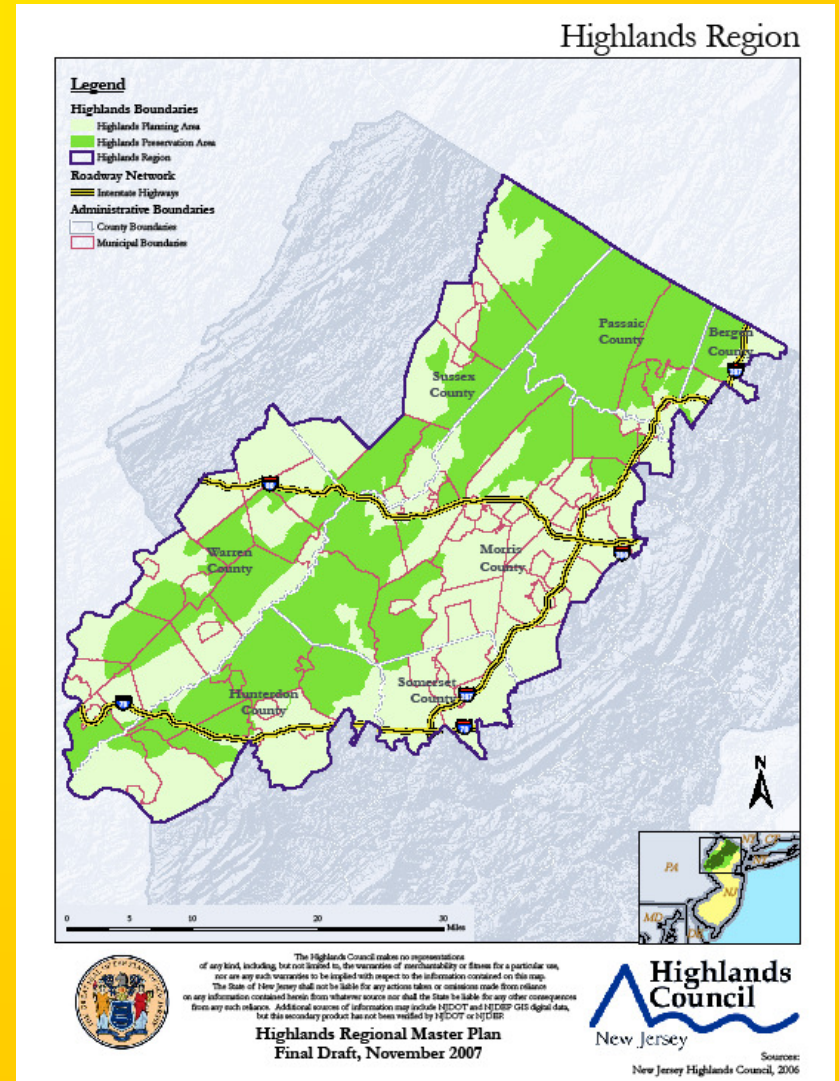 Highlands Region
Legend
Highlands Boundaries
Highlands Planning Area
Highlands Preservation Area
Highlands Region
Roadway Network
Interstate Highways
Administrative Boundaries
County Boundaries
Municipal Boundaries
Passaic
County
Bergen
County
Sussex
County
Warren
County
Morris
County
Somerset
County
Hunterdon
County
N
PA
NY
CT
NJ
MD
0 5 10 20 30
Miles
The Highlands Council makes no representations
of any kind, including, but not limited to, the warranties of merchantability or fitness for a particular use,
nor are any such warranties to be implied with respect to the information contained on this map.
The State of New Jersey shall not be liable for any actions taken or omissions made from reliance
on any information contained herein from whatever source nor shall the State be liable for any other consequences
from any such reliance. Additional sources of information may include NJDOT and NJDEP GIS digital data,
but this secondary product has not been verified by NJDOT or NJDEP.
Highlands Regional Master Plan
Final Draft, November 2007
Highlands
Council
New Jersey
Sources:
New Jersey Highlands Council, 2006